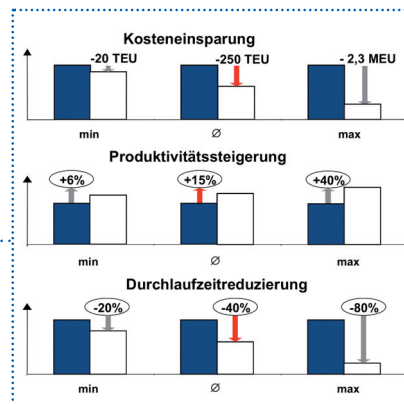 Kosteneinsparung
-20 TEU -250 TEU - 2,3 MEU
min Ø max
Produktivitätssteigerung
+6% +15% +40%
min Ø max
Durchlaufzeitreduzierung
-20% -40% -80%
min Ø max